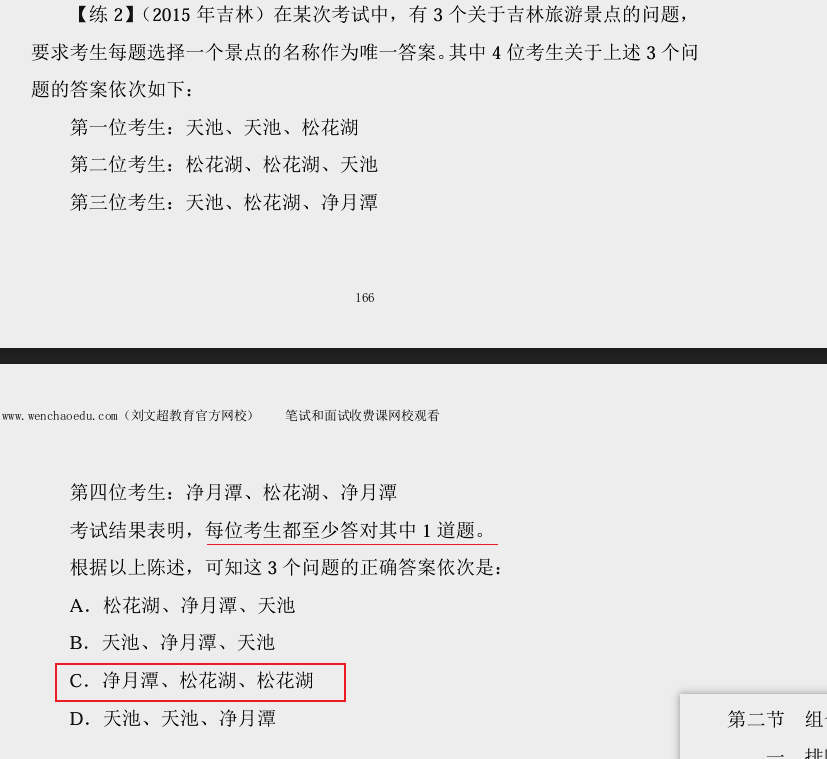 【练 2】（2015 年吉林）在某次考试中，有 3 个关于吉林旅游景点的问题，
要求考生每题选择一个景点的名称作为唯一答案。其中 4 位考生关于上述 3 个问
题的答案依次如下：
第一位考生：天池、天池、松花湖
第二位考生：松花湖、松花湖、天池
第三位考生：天池、松花湖、净月潭
166
www.wenchaoedu.com（刘文超教育官方网校） 笔试和面试收费课网校观看
第四位考生：净月潭、松花湖、净月潭
考试结果表明，每位考生都至少答对其中 1 道题。
根据以上陈述，可知这 3 个问题的正确答案依次是：
A．松花湖、净月潭、天池
B．天池、净月潭、天池
C．净月潭、松花湖、松花湖
D．天池、天池、净月潭
第二节 组
一